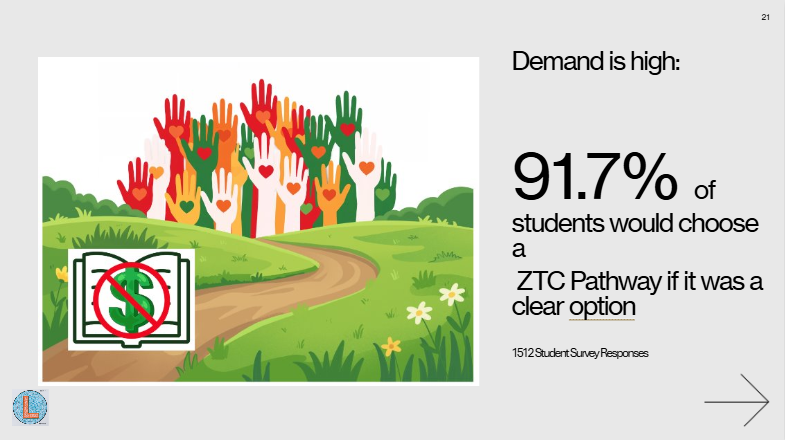 21
Demand is high:
91.7% of
students would choose
a
ZTC Pathway if it was a
clear option
1512 Student Survey Responses